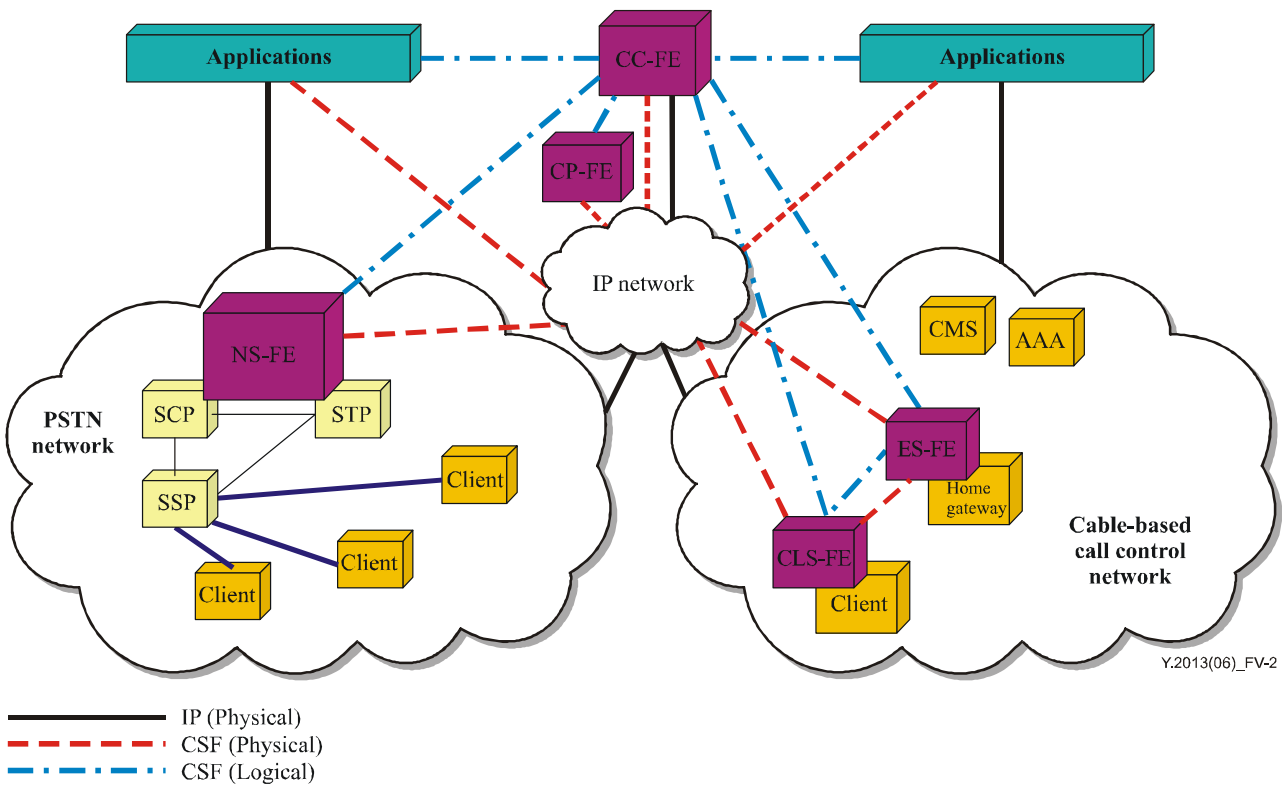 Applications
CC-FE
Applications
CP-FE
IP network
NS-FE
CMS
AAA
SCP
STP
PSTN
network
ES-FE
Client
SSP
Home
gateway
Cable-based
call control
network
CLS-FE
Client
Client
Client
Y.2013(06)_FV-2
IP (Physical)
CSF (Physical)
CSF (Logical)